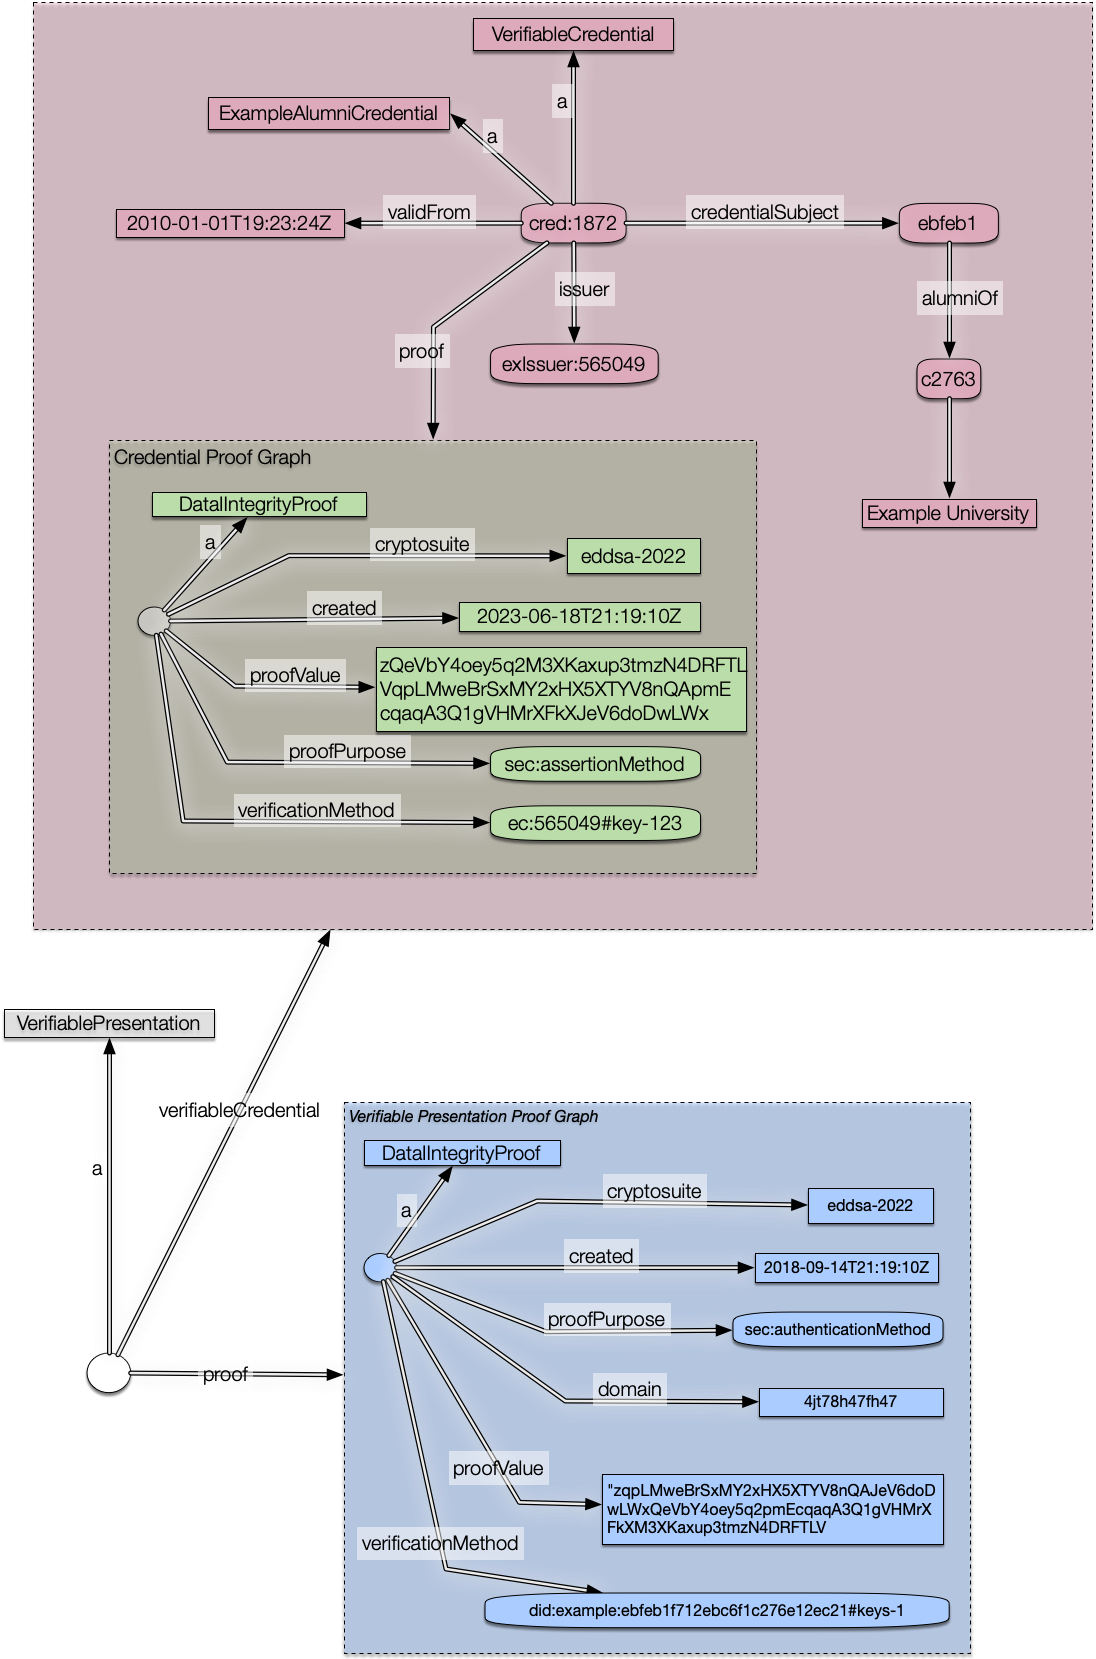 VerifiableCredential
a
ExampleAlumniCredential
a
validFrom
credentialSubject
2010-01-01T19:23:24Z
cred:1872
ebfeb1
issuer
alumniOf
proof
exIssuer:565049
c2763
Credential Proof Graph
DataIIntegrityProof
Example University
a
cryptosuite
eddsa-2022
created
2023-06-18T21:19:10Z
proofValue
zQeVbY4oey5q2M3XKaxup3tmzN4DRFTL
VqpLMweBrSxMY2xHX5XTYV8nQApmE
cqaqA3Q1gVHMrXFkXJeV6doDwLWx
proofPurpose
sec:assertionMethod
verificationMethod
ec:565049#key-123
VerifiablePresentation
verifiableCredential
a
proof
Verifiable Presentation Proof Graph
DataIIntegrityProof
a
cryptosuite
eddsa-2022
created
2018-09-14T21:19:10Z
proofPurpose
sec:authenticationMethod
domain
4jt78h47fh47
proofValue
"zqpLMweBrSxMY2xHX5XTYV8nQAJeV6doD
wLWxQeVbY4oey5q2pmEcqaqA3Q1gVHMrX
FkXM3XKaxup3tmzN4DRFTLV
verificationMethod
did:example:ebfeb1f712ebc6f1c276e12ec21#keys-1